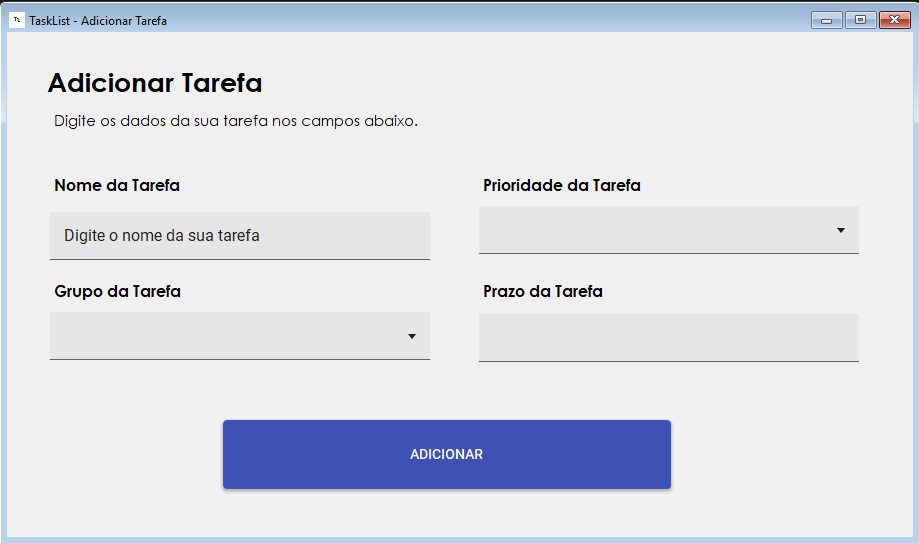 TL TaskList - Adicionar Tarefa
Adicionar Tarefa
Digite os dados da sua tarefa nos campos abaixo.
Nome da Tarefa
Prioridade da Tarefa
Digite o nome da sua tarefa
Grupo da Tarefa
Prazo da Tarefa
ADICIONAR